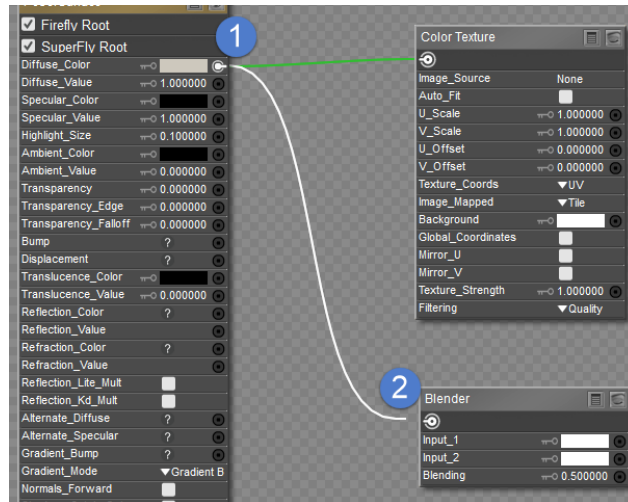 Firefly Root
SuperFly Root
1
Diffuse_Color
Diffuse_Value 1.000000
Specular_Color
Specular_Value 1.000000
Highlight_Size 0.100000
Ambient_Color
Ambient_Value 0.000000
Transparency 0.000000
Transparency_Edge 0.000000
Transparency_Falloff 0.000000
Bump ?
Displacement ?
Translucence_Color
Translucence_Value 0.000000
Reflection_Color ?
Reflection_Value
Refraction_Color ?
Refraction_Value
Reflection_Lite_Mult
Reflection_Kd_Mult
Alternate_Diffuse ?
Alternate_Specular ?
Gradient_Bump ?
Gradient_Mode ▼Gradient B
Normals_Forward
Color Texture
Image_Source None
Auto_Fit
U_Scale 1.000000
V_Scale 1.000000
U_Offset 0.000000
V_Offset 0.000000
Texture_Coords ▼UV
Image_Mapped ▼Tile
Background
Global_Coordinates
Mirror_U
Mirror_V
Texture_Strength 1.000000
Filtering ▼Quality
2
Blender
Input_1
Input_2
Blending 0.500000